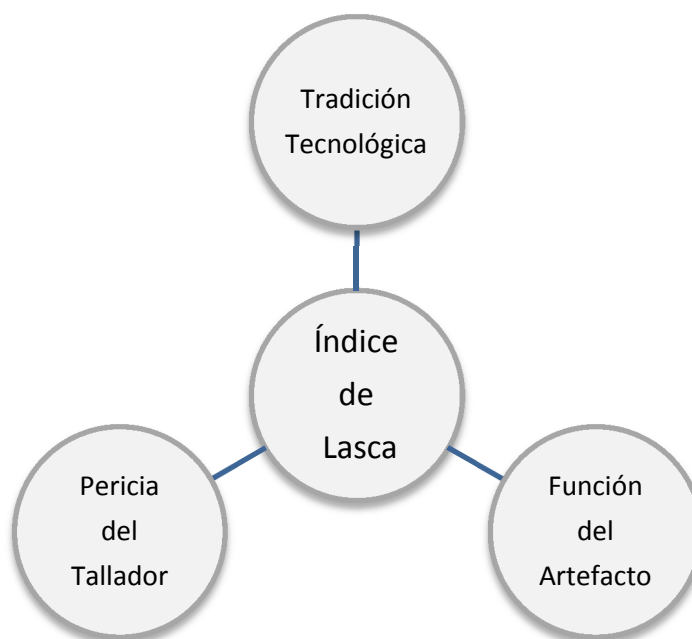 Tradición
Tecnológica
Índice
de
Lasca
Pericia
del
Tallador
Función
del
Artefacto